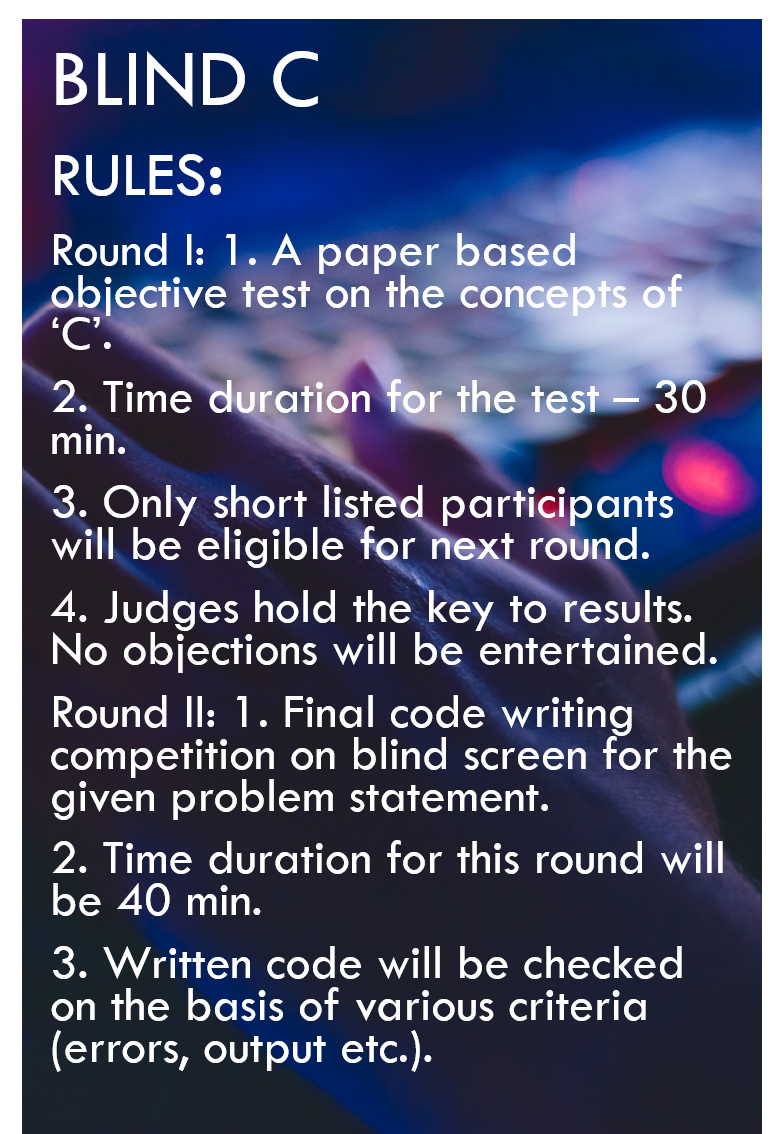 BLIND C
RULES:
Round I: 1. A paper based
objective test on the concepts of
‘C’.
2. Time duration for the test – 30
min.
3. Only short listed participants
will be eligible for next round.
4. Judges hold the key to results.
No objections will be entertained.
Round II: 1. Final code writing
competition on blind screen for the
given problem statement.
2. Time duration for this round will
be 40 min.
3. Written code will be checked
on the basis of various criteria
(errors, output etc.).